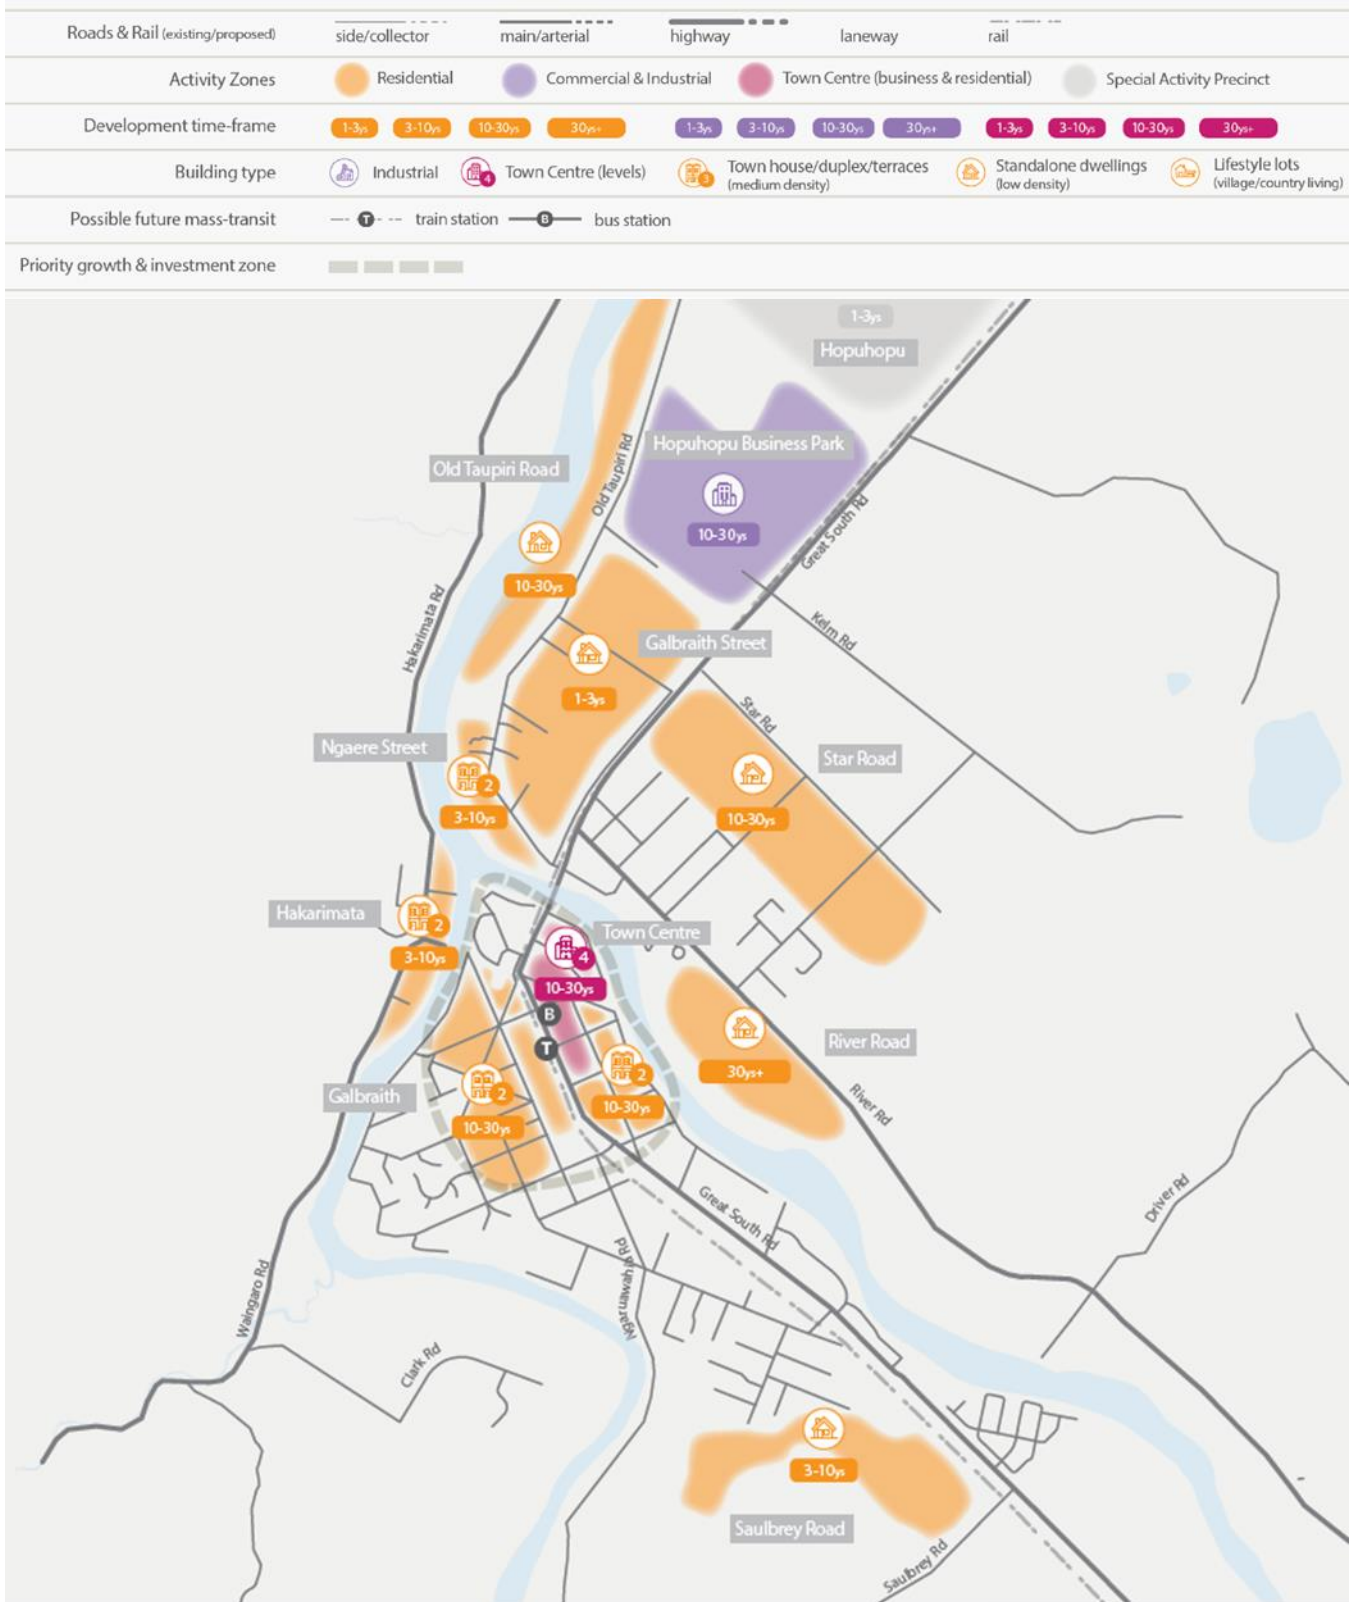 Roads & Rail (existing/proposed)
side/collector
main/arterial
highway
laneway
rail
Activity Zones
Residential
Commercial & Industrial
Town Centre (business & residential)
Special Activity Precinct
Development time-frame
1-3ys
3-10ys
10-30ys
30ys+
1-3ys
3-10ys
10-30ys
30ys+
1-3ys
3-10ys
10-30ys
30ys+
Building type
Industrial
4
Town Centre (levels)
3
Town house/duplex/terraces
(medium density)
Standalone dwellings
(low density)
Lifestyle lots
(village/country living)
Possible future mass-transit
T
train station
B
bus station
Priority growth & investment zone
1-3ys
Hopuhopu
Hopuhopu Business Park
Old Taupiri Road
Old Taupiri Rd
10-30ys
Great South Rd
10-30ys
Hakarimata Rd
Kelm Rd
Galbraith Street
1-3ys
Star Rd
Ngaere Street
Star Road
2
3-10ys
10-30ys
Hakarimata
2
Town Centre
4
3-10ys
10-30ys
B
T
River Road
30ys+
2
2
Galbraith
10-30ys
10-30ys
River Rd
Driver Rd
Great South Rd
Ngaruawahia Rd
Waingaro Rd
Clark Rd
3-10ys
Saulbrey Road
Saulbrey Rd